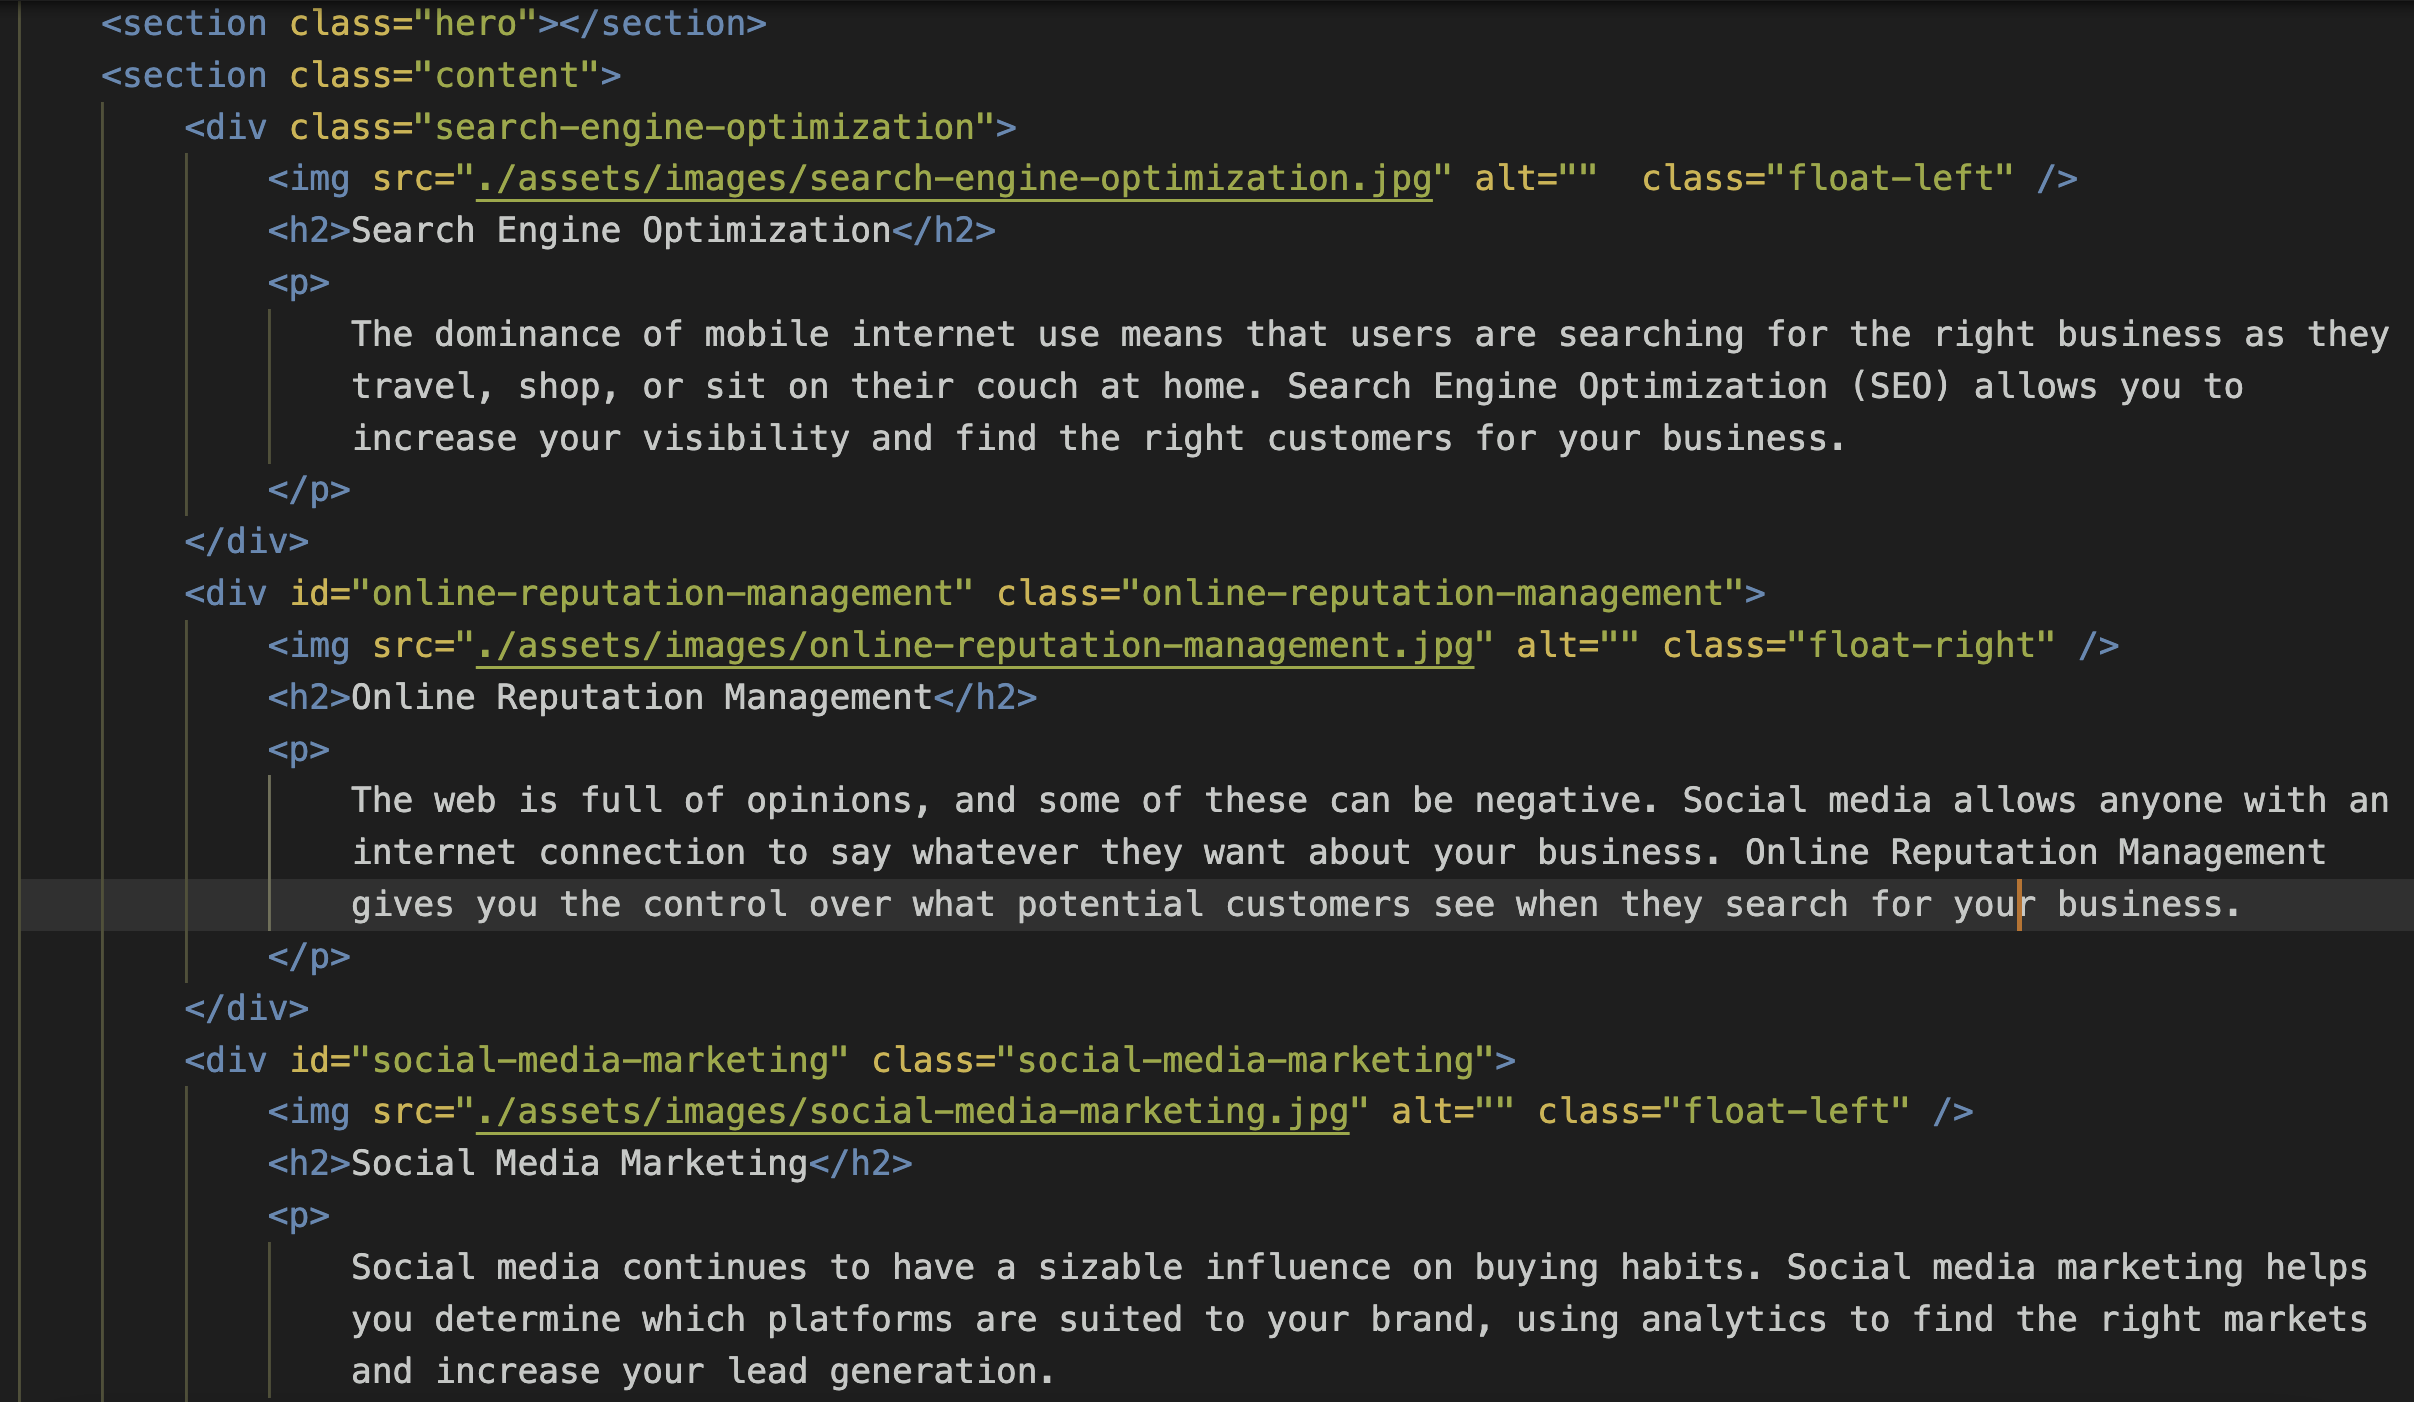 <section class="hero"></section>
<section class="content">
<div class="search-engine-optimization">
<img src="./assets/images/search-engine-optimization.jpg" alt=""  class="float-left" />
<h2>Search Engine Optimization</h2>
<p>
The dominance of mobile internet use means that users are searching for the right business as they
travel, shop, or sit on their couch at home. Search Engine Optimization (SEO) allows you to
increase your visibility and find the right customers for your business.
</p>
</div>
<div id="online-reputation-management" class="online-reputation-management">
<img src="./assets/images/online-reputation-management.jpg" alt="" class="float-right" />
<h2>Online Reputation Management</h2>
<p>
The web is full of opinions, and some of these can be negative. Social media allows anyone with an
internet connection to say whatever they want about your business. Online Reputation Management
gives you the control over what potential customers see when they search for your business.
</p>
</div>
<div id="social-media-marketing" class="social-media-marketing">
<img src="./assets/images/social-media-marketing.jpg" alt="" class="float-left" />
<h2>Social Media Marketing</h2>
<p>
Social media continues to have a sizable influence on buying habits. Social media marketing helps
you determine which platforms are suited to your brand, using analytics to find the right markets
and increase your lead generation.